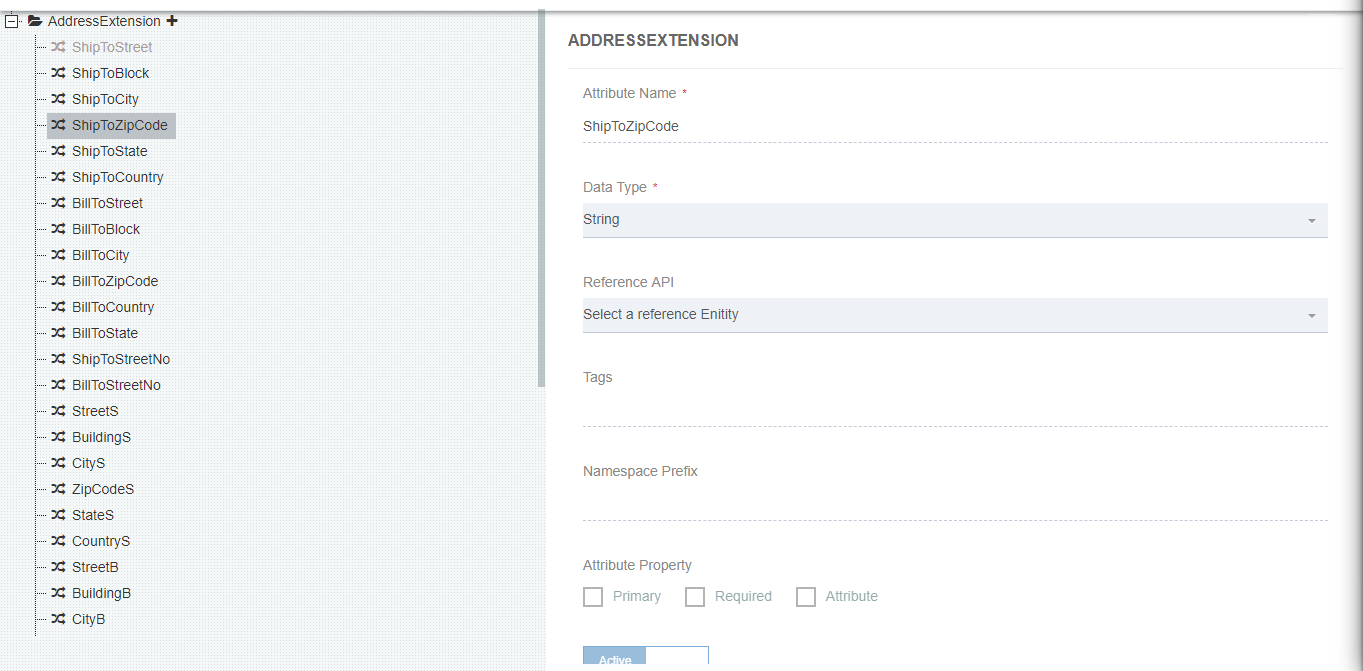 AddressExtension
ShipToStreet
ShipToBlock
ShipToCity
ShipToZipCode
ShipToState
ShipToCountry
BillToStreet
BillToBlock
BillToCity
BillToZipCode
BillToCountry
BillToState
ShipToStreetNo
BillToStreetNo
StreetS
BuildingS
CityS
ZipCodeS
StateS
CountryS
StreetB
BuildingB
CityB
ADDRESSEXTENSION
Attribute Name *
ShipToZipCode
Data Type *
String
Reference API
Select a reference Enitity
Tags
Namespace Prefix
Attribute Property
Primary Required Attribute
Active